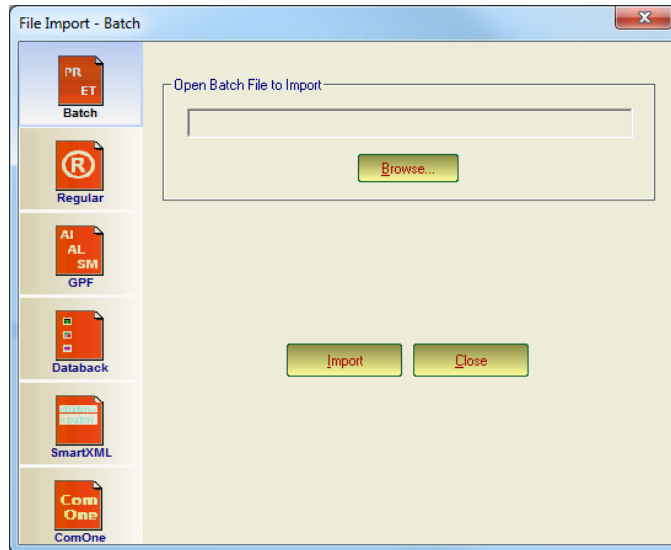 File Import - Batch
PR
ET
Batch
Open Batch File to Import
Browse...
®
Regular
AI
AL
SM
GPF
Databack
Import
Close
SmartXML
Com
One
ComOne